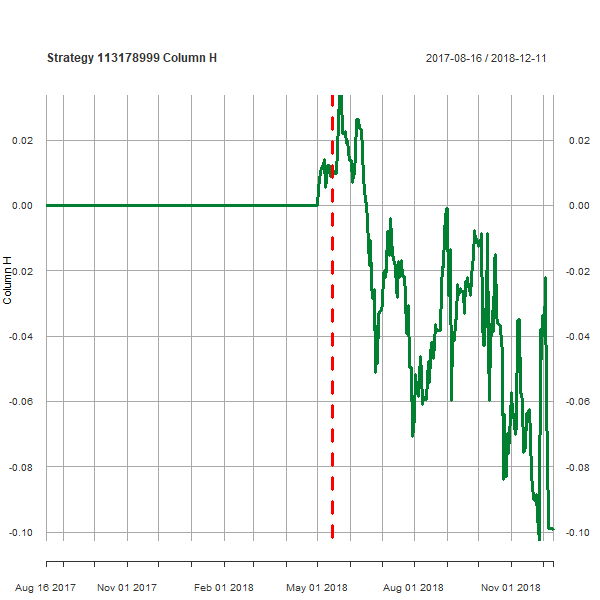 Strategy 113178999 Column H
2017-08-16 / 2018-12-11
0.02 0.02
0.00 0.00
-0.02 -0.02
Column H
-0.04 -0.04
-0.06 -0.06
-0.08 -0.08
-0.10 -0.10
Aug 16 2017 Nov 01 2017 Feb 01 2018 May 01 2018 Aug 01 2018 Nov 01 2018